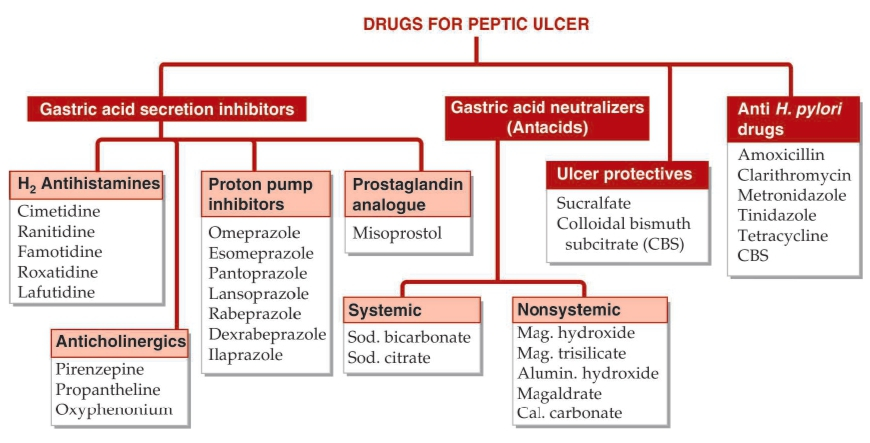 DRUGS FOR PEPTIC ULCER
Gastric acid secretion inhibitors
H2 Antihistamines
Cimetidine
Ranitidine
Famotidine
Roxatidine
Lafutidine
Anticholinergics
Pirenzepine
Propantheline
Oxyphenonium
Proton pump
inhibitors
Omeprazole
Esomeprazole
Pantoprazole
Lansoprazole
Rabeprazole
Dexrabeprazole
Ilaprazole
Prostaglandin
analogue
Misoprostol
Gastric acid neutralizers
(Antacids)
Systemic
Sod. bicarbonate
Sod. citrate
Nonsystemic
Mag. hydroxide
Mag. trisilicate
Alumin. hydroxide
Magaldrate
Cal. carbonate
Ulcer protectives
Sucralfate
Colloidal bismuth
subcitrate (CBS)
Anti H. pylori
drugs
Amoxicillin
Clarithromycin
Metronidazole
Tinidazole
Tetracycline
CBS